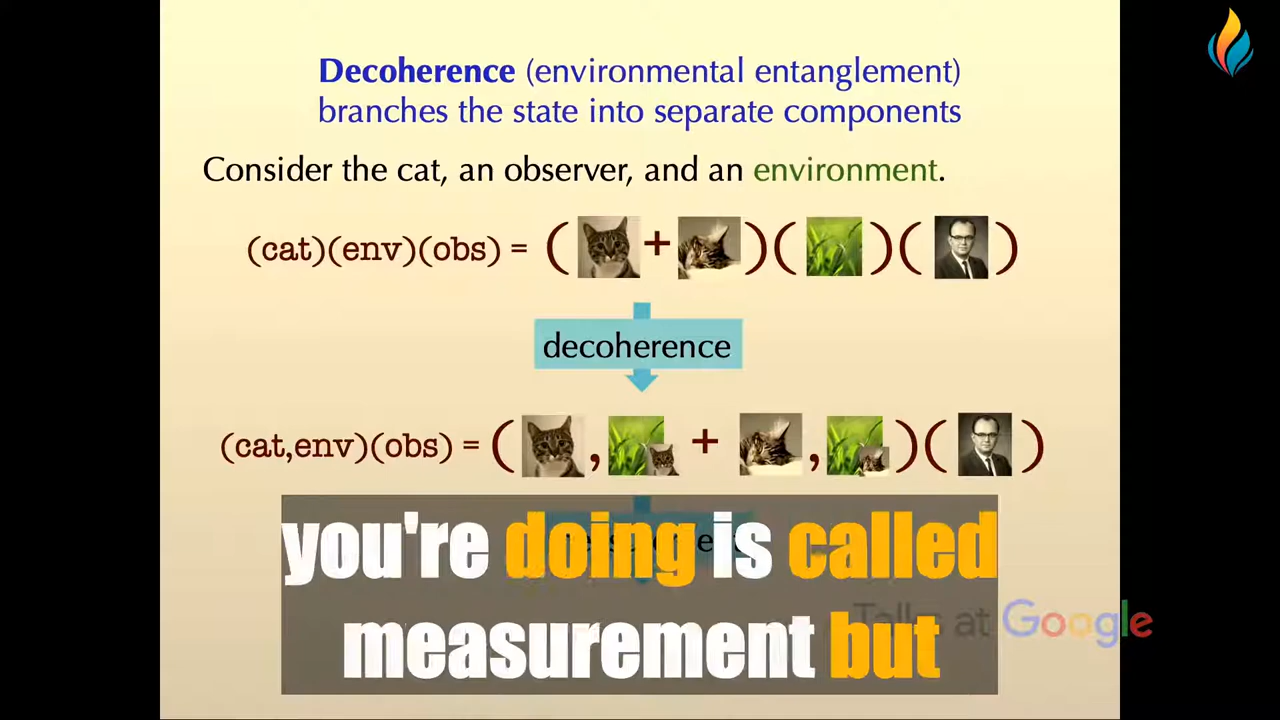 Decoherence (environmental entanglement)
branches the state into separate components
Consider the cat, an observer, and an environment.
(cat)(env)(obs) = ( + )( )( )
decoherence
(cat,env)(obs) = ( , + , )( )
you're doing is called
measurement but
Talks at Google